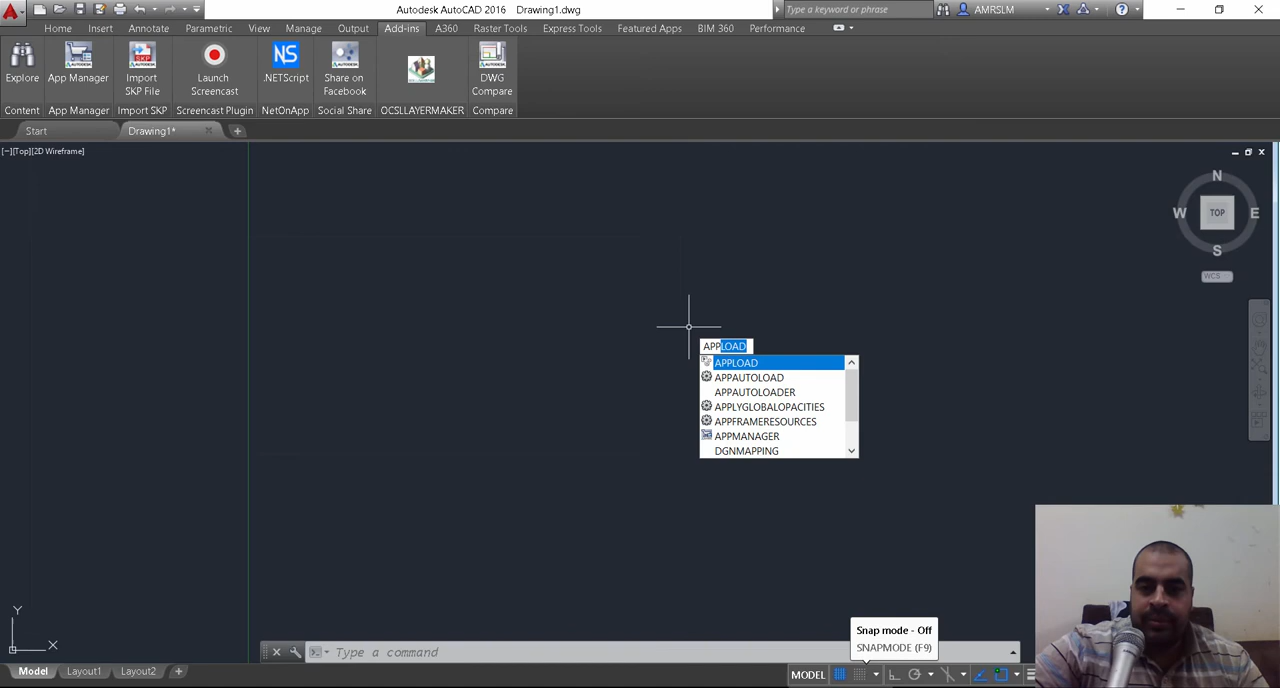 Autodesk AutoCAD 2016 Drawing1.dwg
Type a keyword or phrase
AMRSLM
Home Insert Annotate Parametric View Manage Output Add-ins A360 Raster Tools Express Tools Featured Apps BIM 360 Performance
Explore
App Manager
Import
SKP File
Launch
Screencast
.NETScript
Share on
Facebook
DWG
Compare
Content App Manager Import SKP Screencast Plugin NetOnApp Social Share OCSLLAYERMAKER Compare
Start
Drawing1*
[−][Top][2D Wireframe]
N
W TOP E
S
WCS
APPLOAD
APPLOAD
APPAUTOLOAD
APPAUTOLOADER
APPLYGLOBALOPACITIES
APPFRAMERESOURCES
APPMANAGER
DGNMAPPING
Y
X
Snap mode - Off
SNAPMODE (F9)
Type a command
Model Layout1 Layout2
MODEL